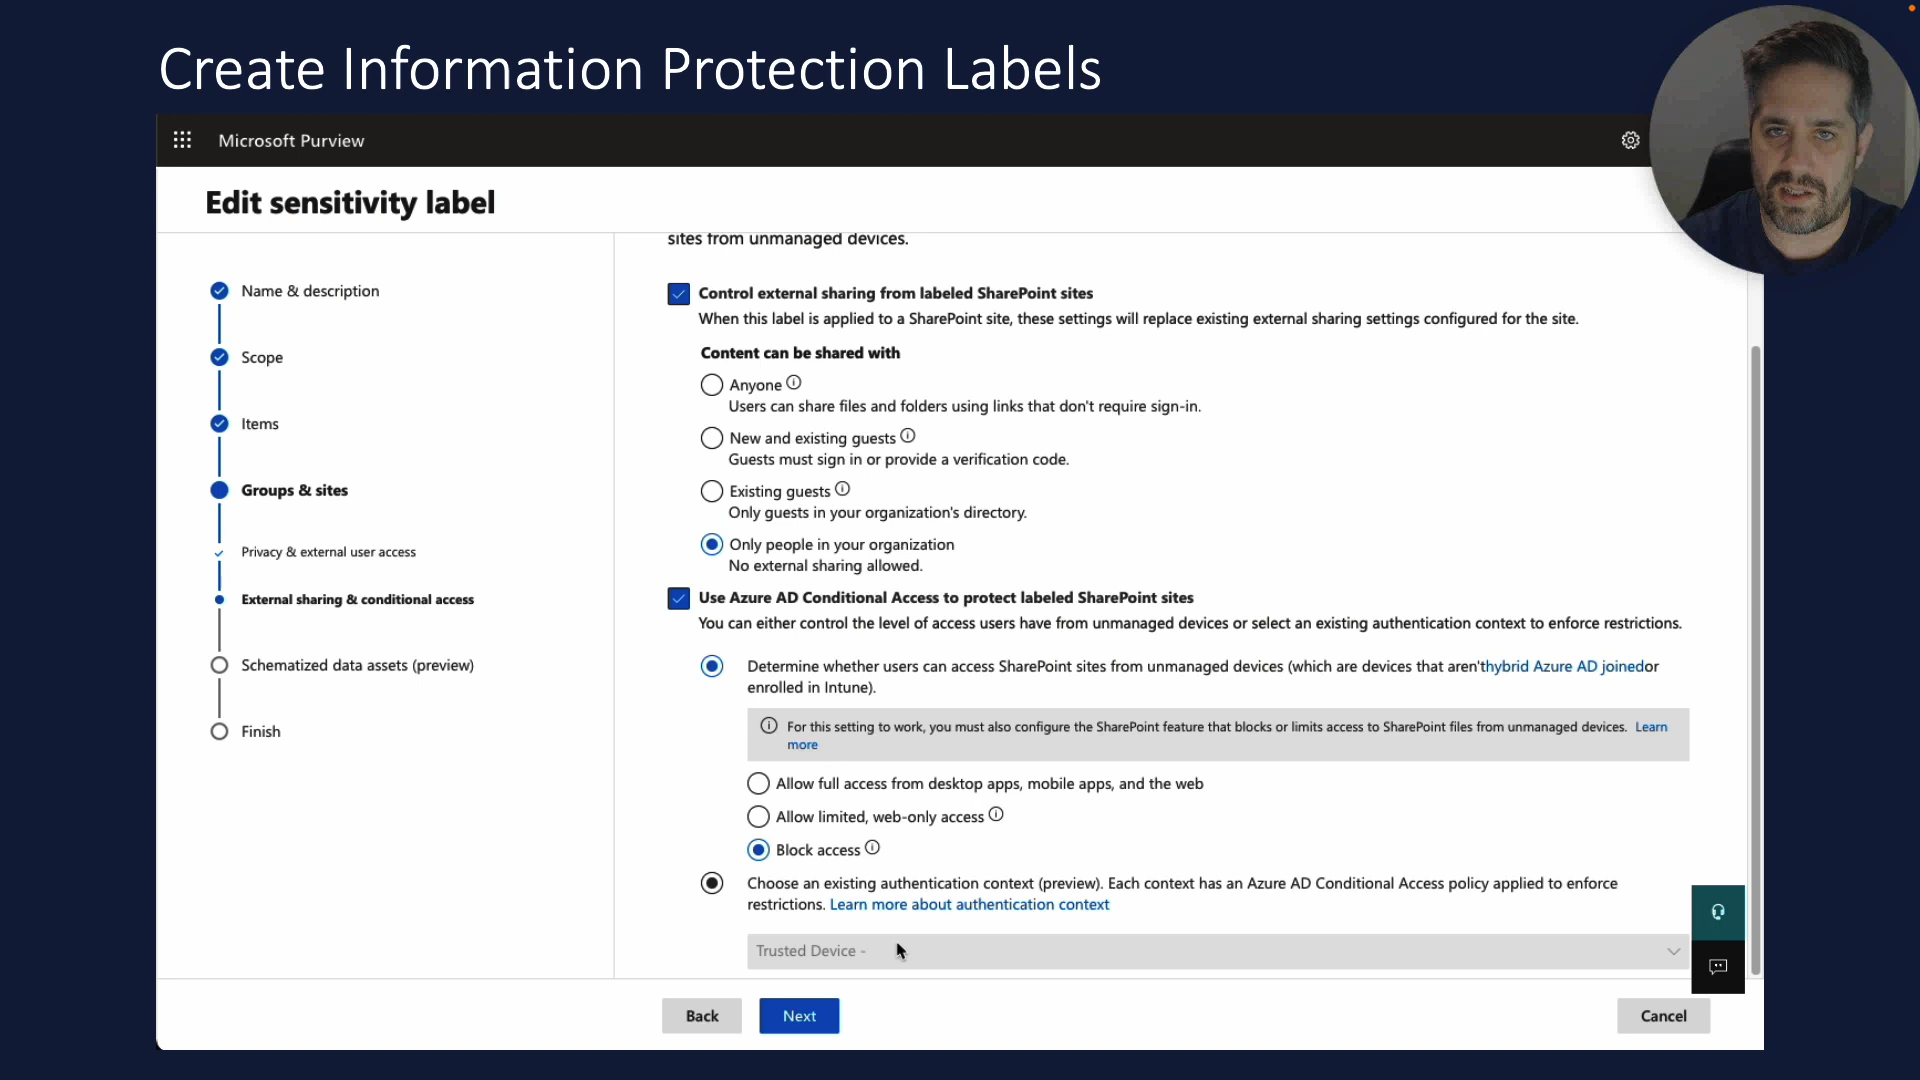 Create Information Protection Labels
Microsoft Purview
Edit sensitivity label
Name & description
Scope
Items
Groups & sites
Privacy & external user access
External sharing & conditional access
Schematized data assets (preview)
Finish
sites from unmanaged devices.
Control external sharing from labeled SharePoint sites
When this label is applied to a SharePoint site, these settings will replace existing external sharing settings configured for the site.
Content can be shared with
Anyone
Users can share files and folders using links that don't require sign-in.
New and existing guests
Guests must sign in or provide a verification code.
Existing guests
Only guests in your organization's directory.
Only people in your organization
No external sharing allowed.
Use Azure AD Conditional Access to protect labeled SharePoint sites
You can either control the level of access users have from unmanaged devices or select an existing authentication context to enforce restrictions.
Determine whether users can access SharePoint sites from unmanaged devices (which are devices that aren'thybrid Azure AD joinedor
enrolled in Intune).
For this setting to work, you must also configure the SharePoint feature that blocks or limits access to SharePoint files from unmanaged devices. Learn
more
Allow full access from desktop apps, mobile apps, and the web
Allow limited, web-only access
Block access
Choose an existing authentication context (preview). Each context has an Azure AD Conditional Access policy applied to enforce
restrictions. Learn more about authentication context
Trusted Device -
Back
Next
Cancel